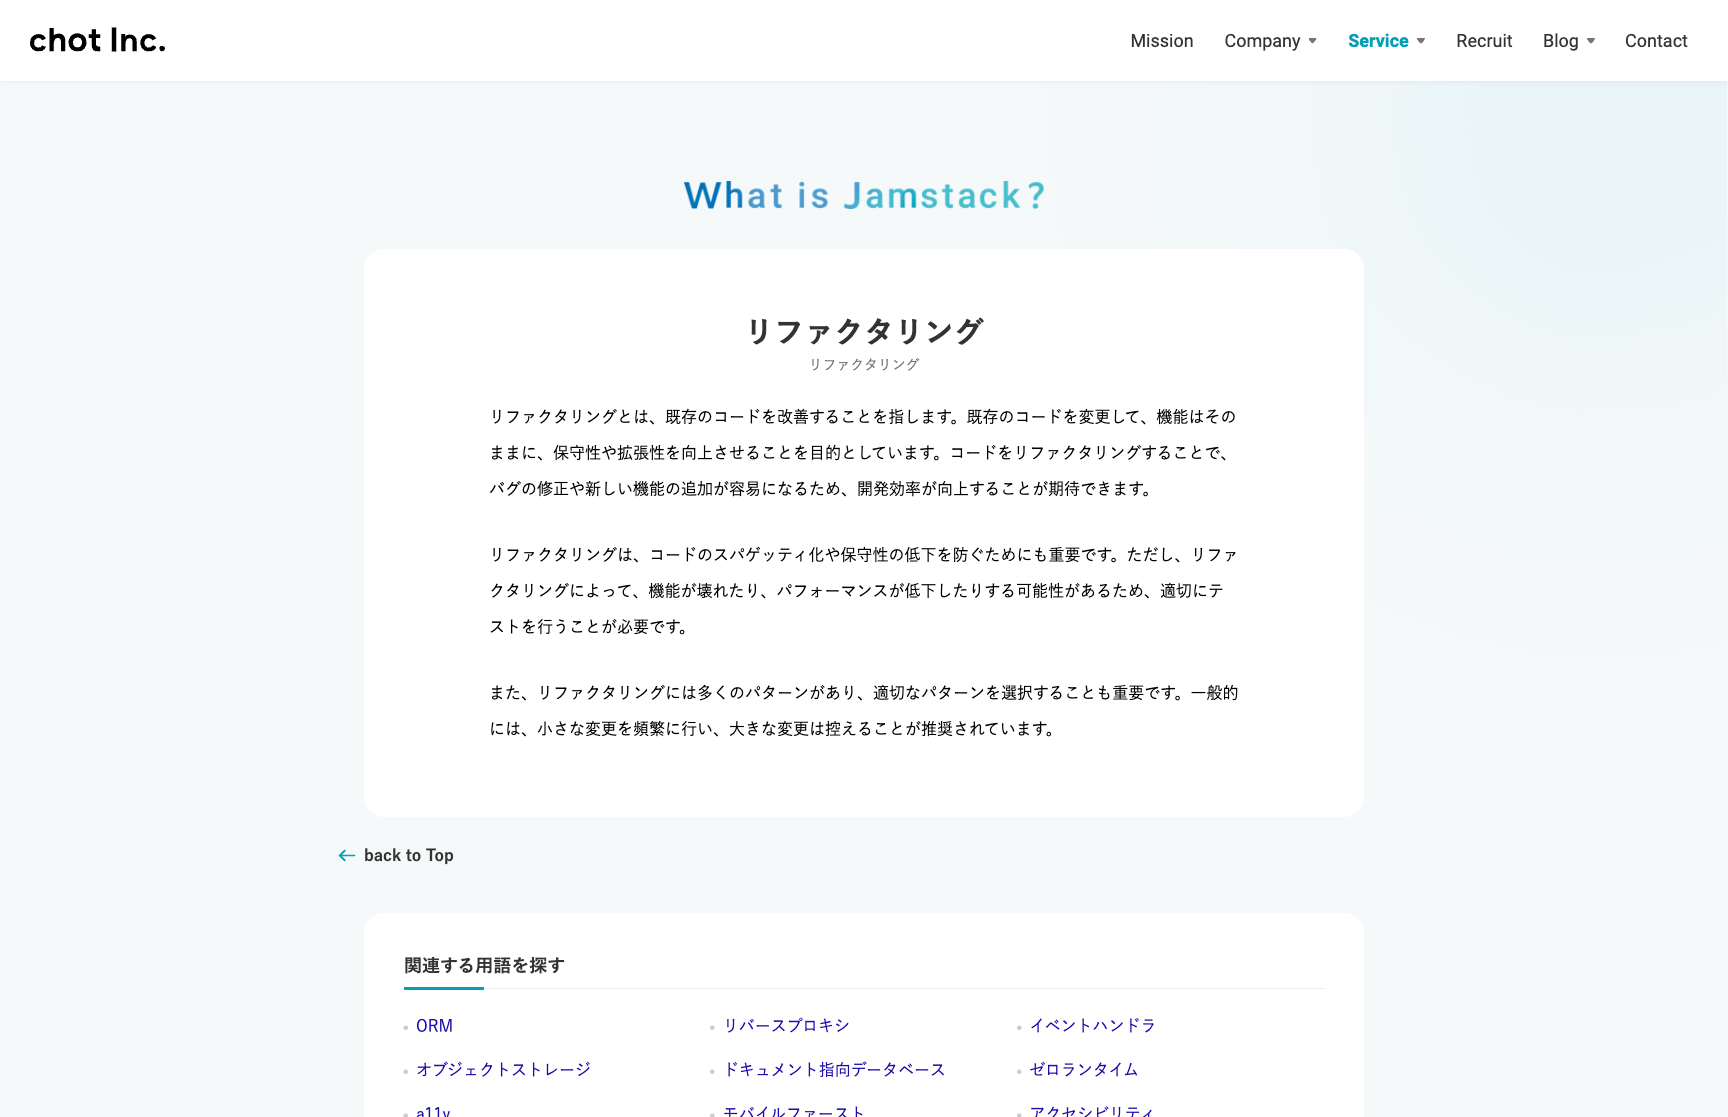 chot Inc.
Mission Company Service Recruit Blog Contact
What is Jamstack?
リファクタリング
リファクタリング
リファクタリングとは、既存のコードを改善することを指します。既存のコードを変更して、機能はその
ままに、保守性や拡張性を向上させることを目的としています。コードをリファクタリングすることで、
バグの修正や新しい機能の追加が容易になるため、開発効率が向上することが期待できます。
リファクタリングは、コードのスパゲッティ化や保守性の低下を防ぐためにも重要です。ただし、リファ
クタリングによって、機能が壊れたり、パフォーマンスが低下したりする可能性があるため、適切にテ
ストを行うことが必要です。
また、リファクタリングには多くのパターンがあり、適切なパターンを選択することも重要です。一般的
には、小さな変更を頻繁に行い、大きな変更は控えることが推奨されています。
back to Top
関連する用語を探す
ORM リバースプロキシ イベントハンドラ
オブジェクトストレージ ドキュメント指向データベース ゼロランタイム
a11y モバイルファースト アクセシビリティ